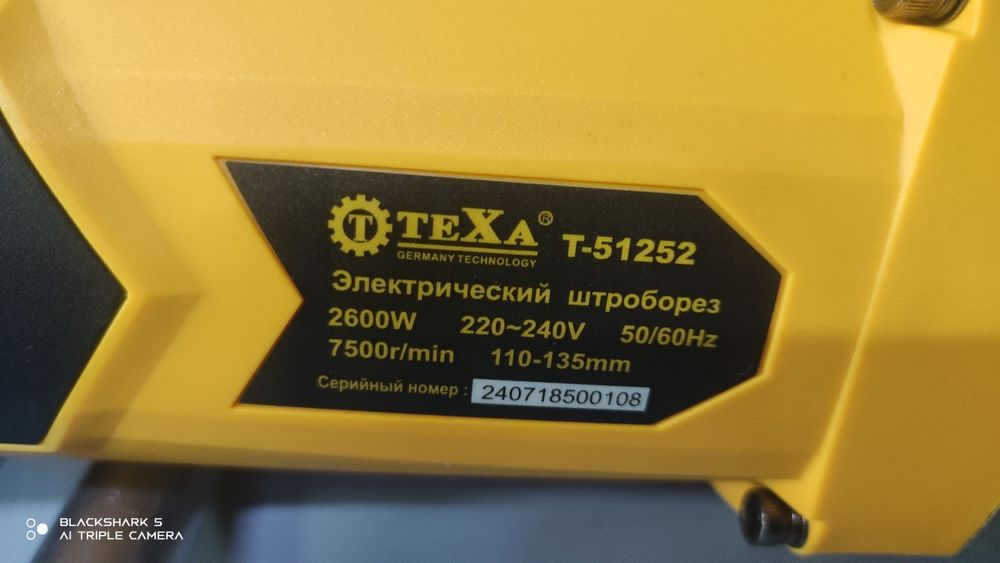 T TEXA® T-51252
GERMANY TECHNOLOGY
Электрический штроборез
2600W 220~240V 50/60Hz
7500r/min 110-135mm
Серийный номер : 240718500108
BLACKSHARK 5
AI TRIPLE CAMERA